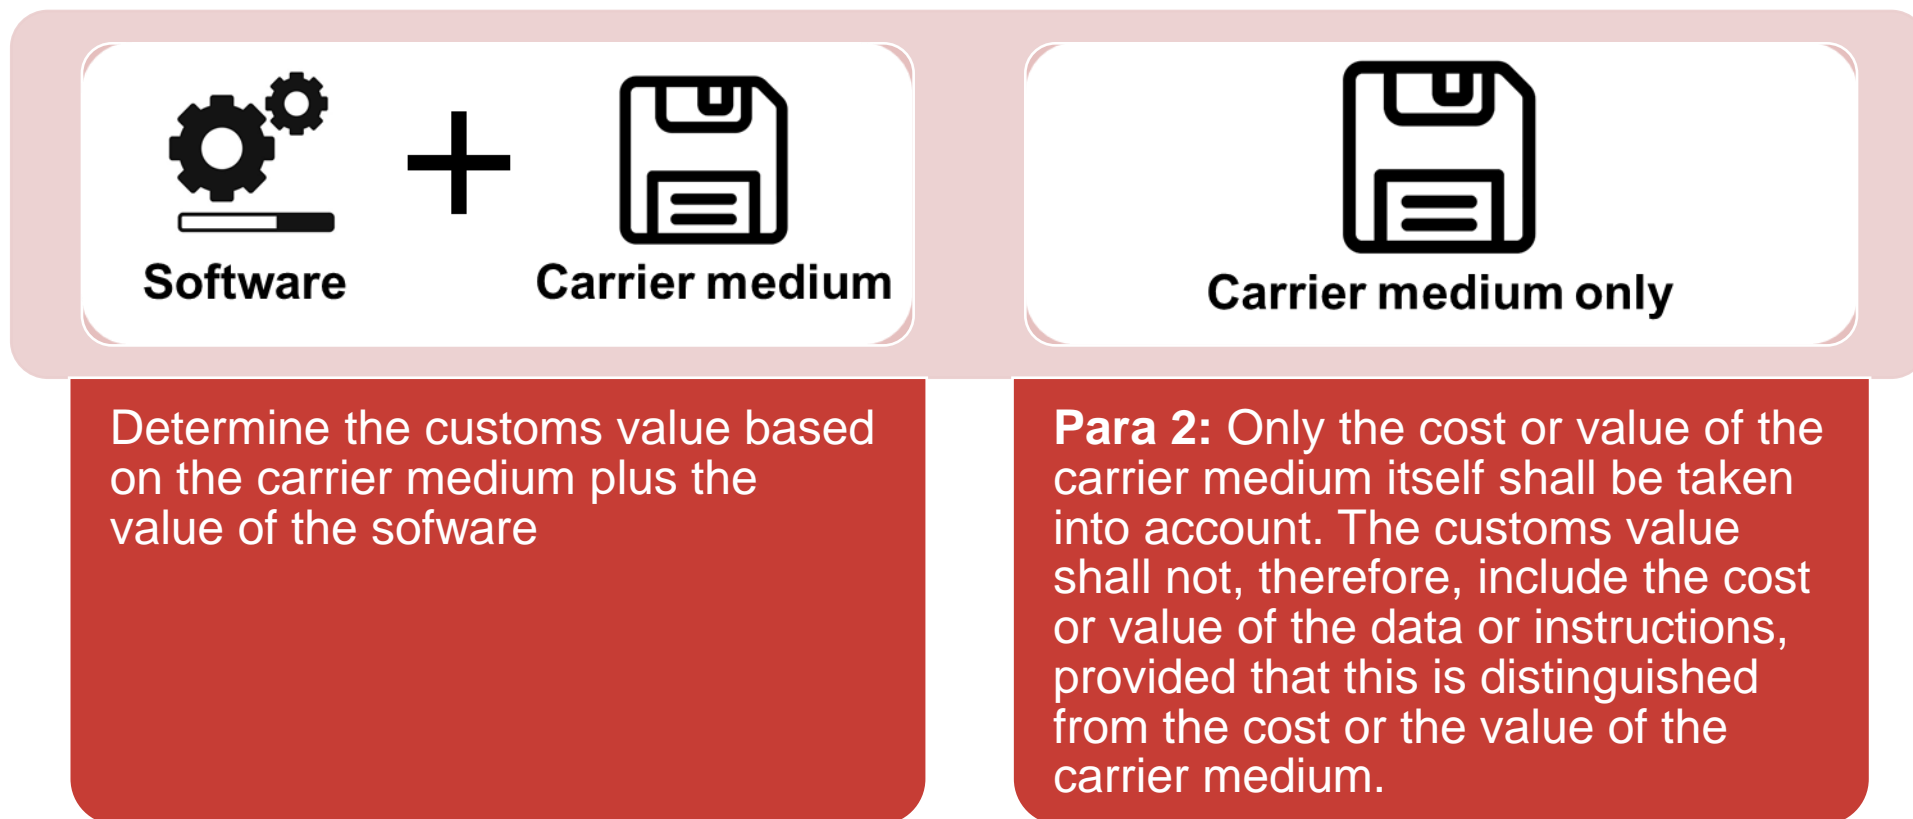 Software
Carrier medium
Determine the customs value based
on the carrier medium plus the
value of the sofware
Carrier medium only
Para 2: Only the cost or value of the
carrier medium itself shall be taken
into account. The customs value
shall not, therefore, include the cost
or value of the data or instructions,
provided that this is distinguished
from the cost or the value of the
carrier medium.